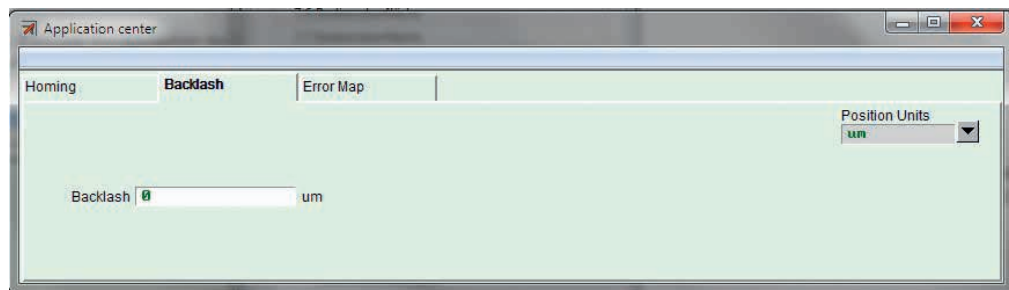 Application center
Homing
Backlash
Error Map
Position Units
um
Backlash 0 um